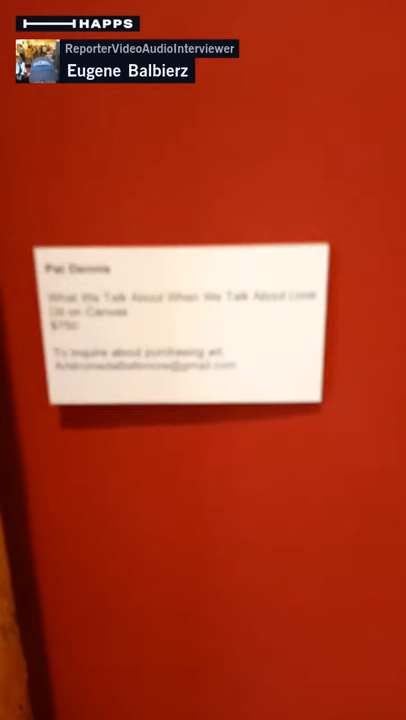 HAPPS
ReporterVideoAudioInterviewer
Eugene Balbierz
Pat Dennis
What We Talk About When We Talk About Love
Oil on Canvas
$750
To inquire about purchasing art,